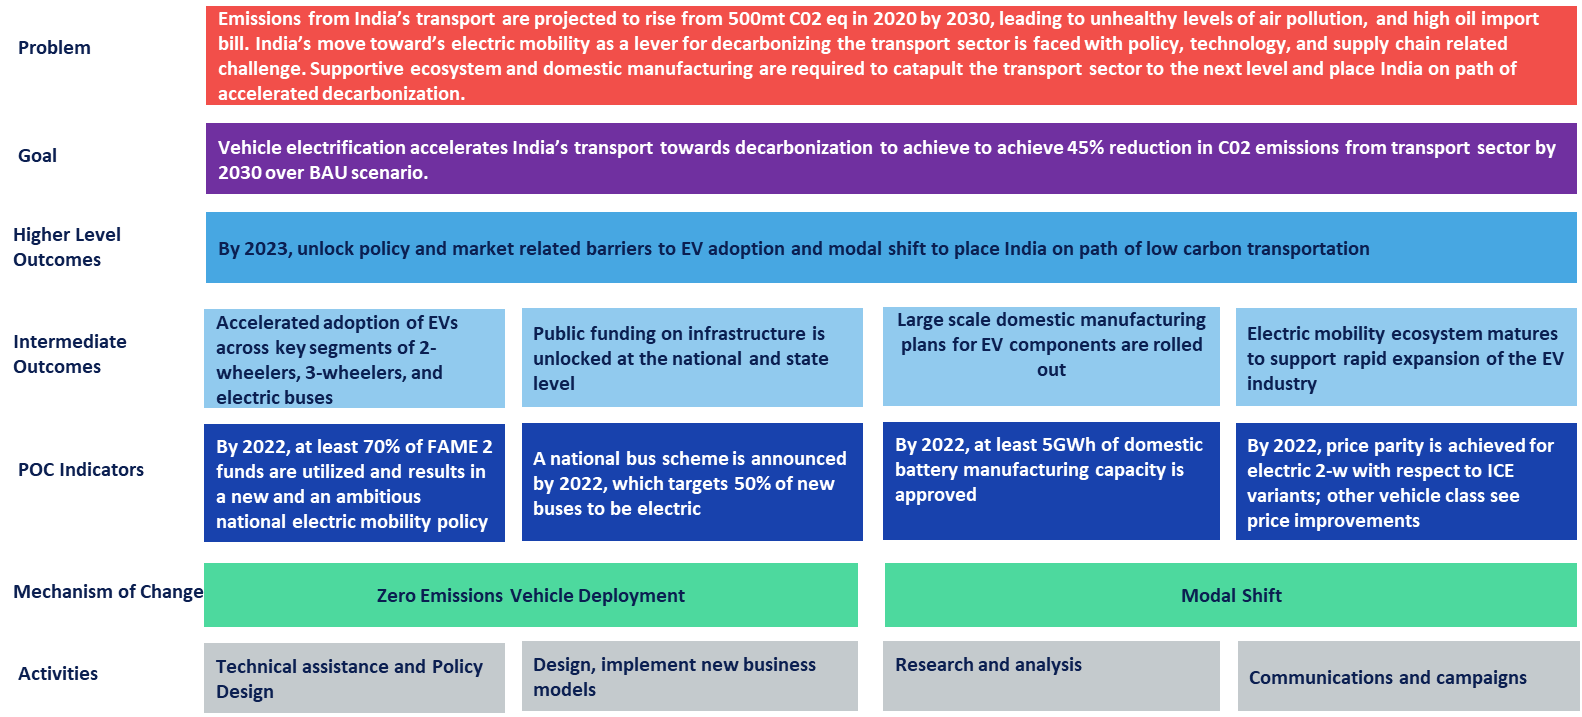 Problem
Emissions from India's transport are projected to rise from 500mt C02 eq in 2020 by 2030, leading to unhealthy levels of air pollution, and high oil import
bill. India's move toward's electric mobility as a lever for decarbonizing the transport sector is faced with policy, technology, and supply chain related
challenge. Supportive ecosystem and domestic manufacturing are required to catapult the transport sector to the next level and place India on path of
accelerated decarbonization.
Goal
Vehicle electrification accelerates India's transport towards decarbonization to achieve to achieve 45% reduction in C02 emissions from transport sector by
2030 over BAU scenario.
Higher Level
Outcomes
By 2023, unlock policy and market related barriers to EV adoption and modal shift to place India on path of low carbon transportation
Intermediate
Outcomes
Accelerated adoption of EVs
across key segments of 2-
wheelers, 3-wheelers, and
electric buses
Public funding on infrastructure is
unlocked at the national and state
level
Large scale domestic manufacturing
plans for EV components are rolled
out
Electric mobility ecosystem matures
to support rapid expansion of the EV
industry
POC Indicators
By 2022, at least 70% of FAME 2
funds are utilized and results in
a new and an ambitious
national electric mobility policy
A national bus scheme is announced
by 2022, which targets 50% of new
buses to be electric
By 2022, at least 5GWh of domestic
battery manufacturing capacity is
approved
By 2022, price parity is achieved for
electric 2-w with respect to ICE
variants; other vehicle class see
price improvements
Mechanism of Change
Zero Emissions Vehicle Deployment
Modal Shift
Activities
Technical assistance and Policy
Design
Design, implement new business
models
Research and analysis
Communications and campaigns